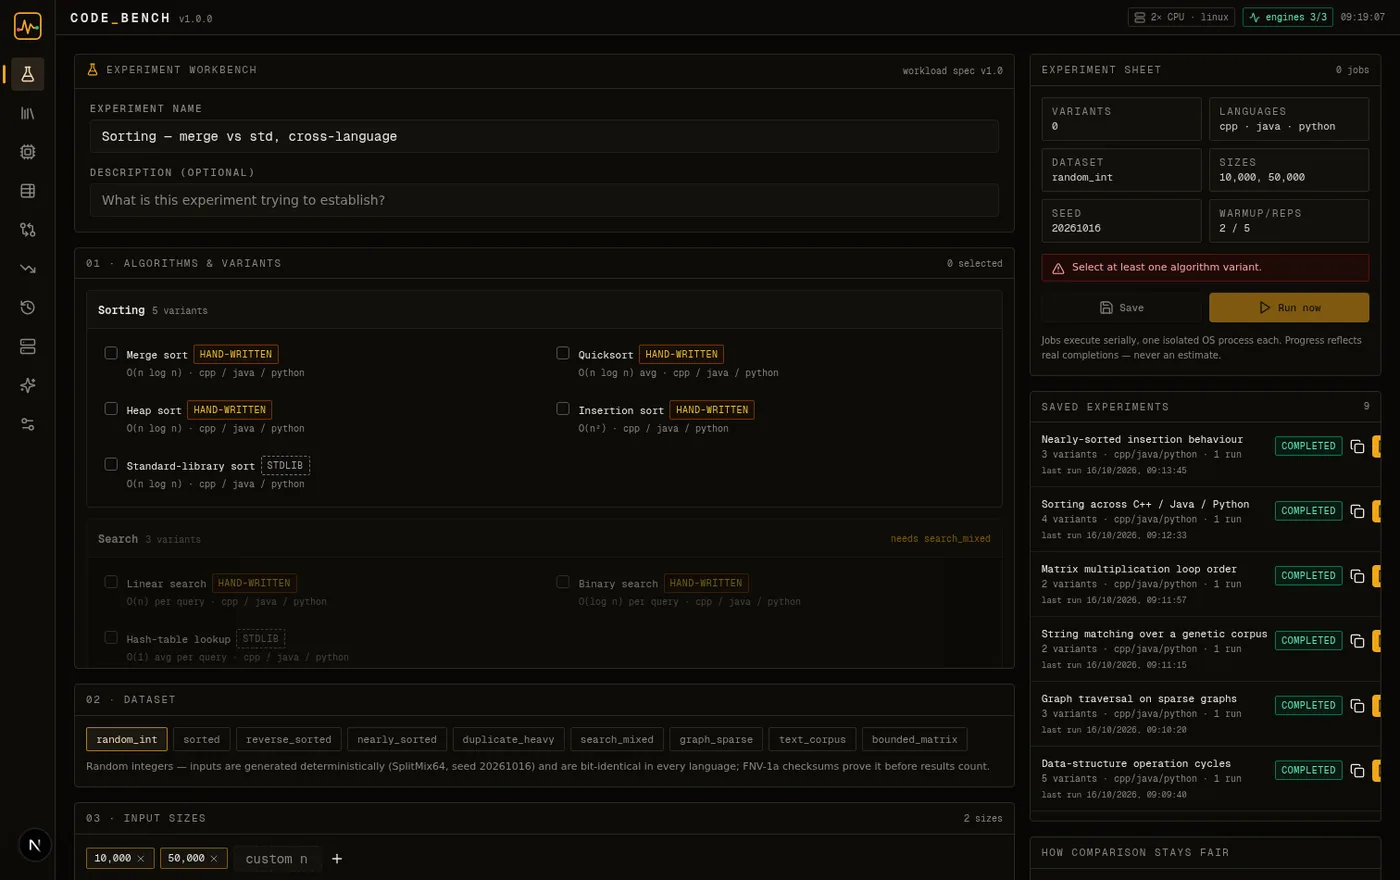 CODE_BENCH v1.0.0
2× CPU · linux
engines 3/3
09:19:07
EXPERIMENT WORKBENCH
workload spec v1.0
EXPERIMENT NAME
Sorting — merge vs std, cross-language
DESCRIPTION (OPTIONAL)
What is this experiment trying to establish?
01 · ALGORITHMS & VARIANTS
0 selected
Sorting 5 variants
Merge sort HAND-WRITTEN
O(n log n) · cpp / java / python
Quicksort HAND-WRITTEN
O(n log n) avg · cpp / java / python
Heap sort HAND-WRITTEN
O(n log n) · cpp / java / python
Insertion sort HAND-WRITTEN
O(n²) · cpp / java / python
Standard-library sort STDLIB
O(n log n) · cpp / java / python
Search 3 variants
needs search_mixed
Linear search HAND-WRITTEN
O(n) per query · cpp / java / python
Binary search HAND-WRITTEN
O(log n) per query · cpp / java / python
Hash-table lookup STDLIB
O(1) avg per query · cpp / java / python
02 · DATASET
random_int
sorted
reverse_sorted
nearly_sorted
duplicate_heavy
search_mixed
graph_sparse
text_corpus
bounded_matrix
Random integers — inputs are generated deterministically (SplitMix64, seed 20261016) and are bit-identical in every language; FNV-1a checksums prove it before results count.
03 · INPUT SIZES
2 sizes
10,000 ×
50,000 ×
custom n
+
N
EXPERIMENT SHEET
0 jobs
VARIANTS
0
LANGUAGES
cpp · java · python
DATASET
random_int
SIZES
10,000, 50,000
SEED
20261016
WARMUP/REPS
2 / 5
Select at least one algorithm variant.
Save
Run now
Jobs execute serially, one isolated OS process each. Progress reflects
real completions — never an estimate.
SAVED EXPERIMENTS
9
Nearly-sorted insertion behaviour
3 variants · cpp/java/python · 1 run
last run 16/10/2026, 09:13:45
COMPLETED
Sorting across C++ / Java / Python
4 variants · cpp/java/python · 1 run
last run 16/10/2026, 09:12:33
COMPLETED
Matrix multiplication loop order
2 variants · cpp/java/python · 1 run
last run 16/10/2026, 09:11:57
COMPLETED
String matching over a genetic corpus
2 variants · cpp/java/python · 1 run
last run 16/10/2026, 09:11:15
COMPLETED
Graph traversal on sparse graphs
3 variants · cpp/java/python · 1 run
last run 16/10/2026, 09:10:20
COMPLETED
Data-structure operation cycles
5 variants · cpp/java/python · 1 run
last run 16/10/2026, 09:09:40
COMPLETED
HOW COMPARISON STAYS FAIR